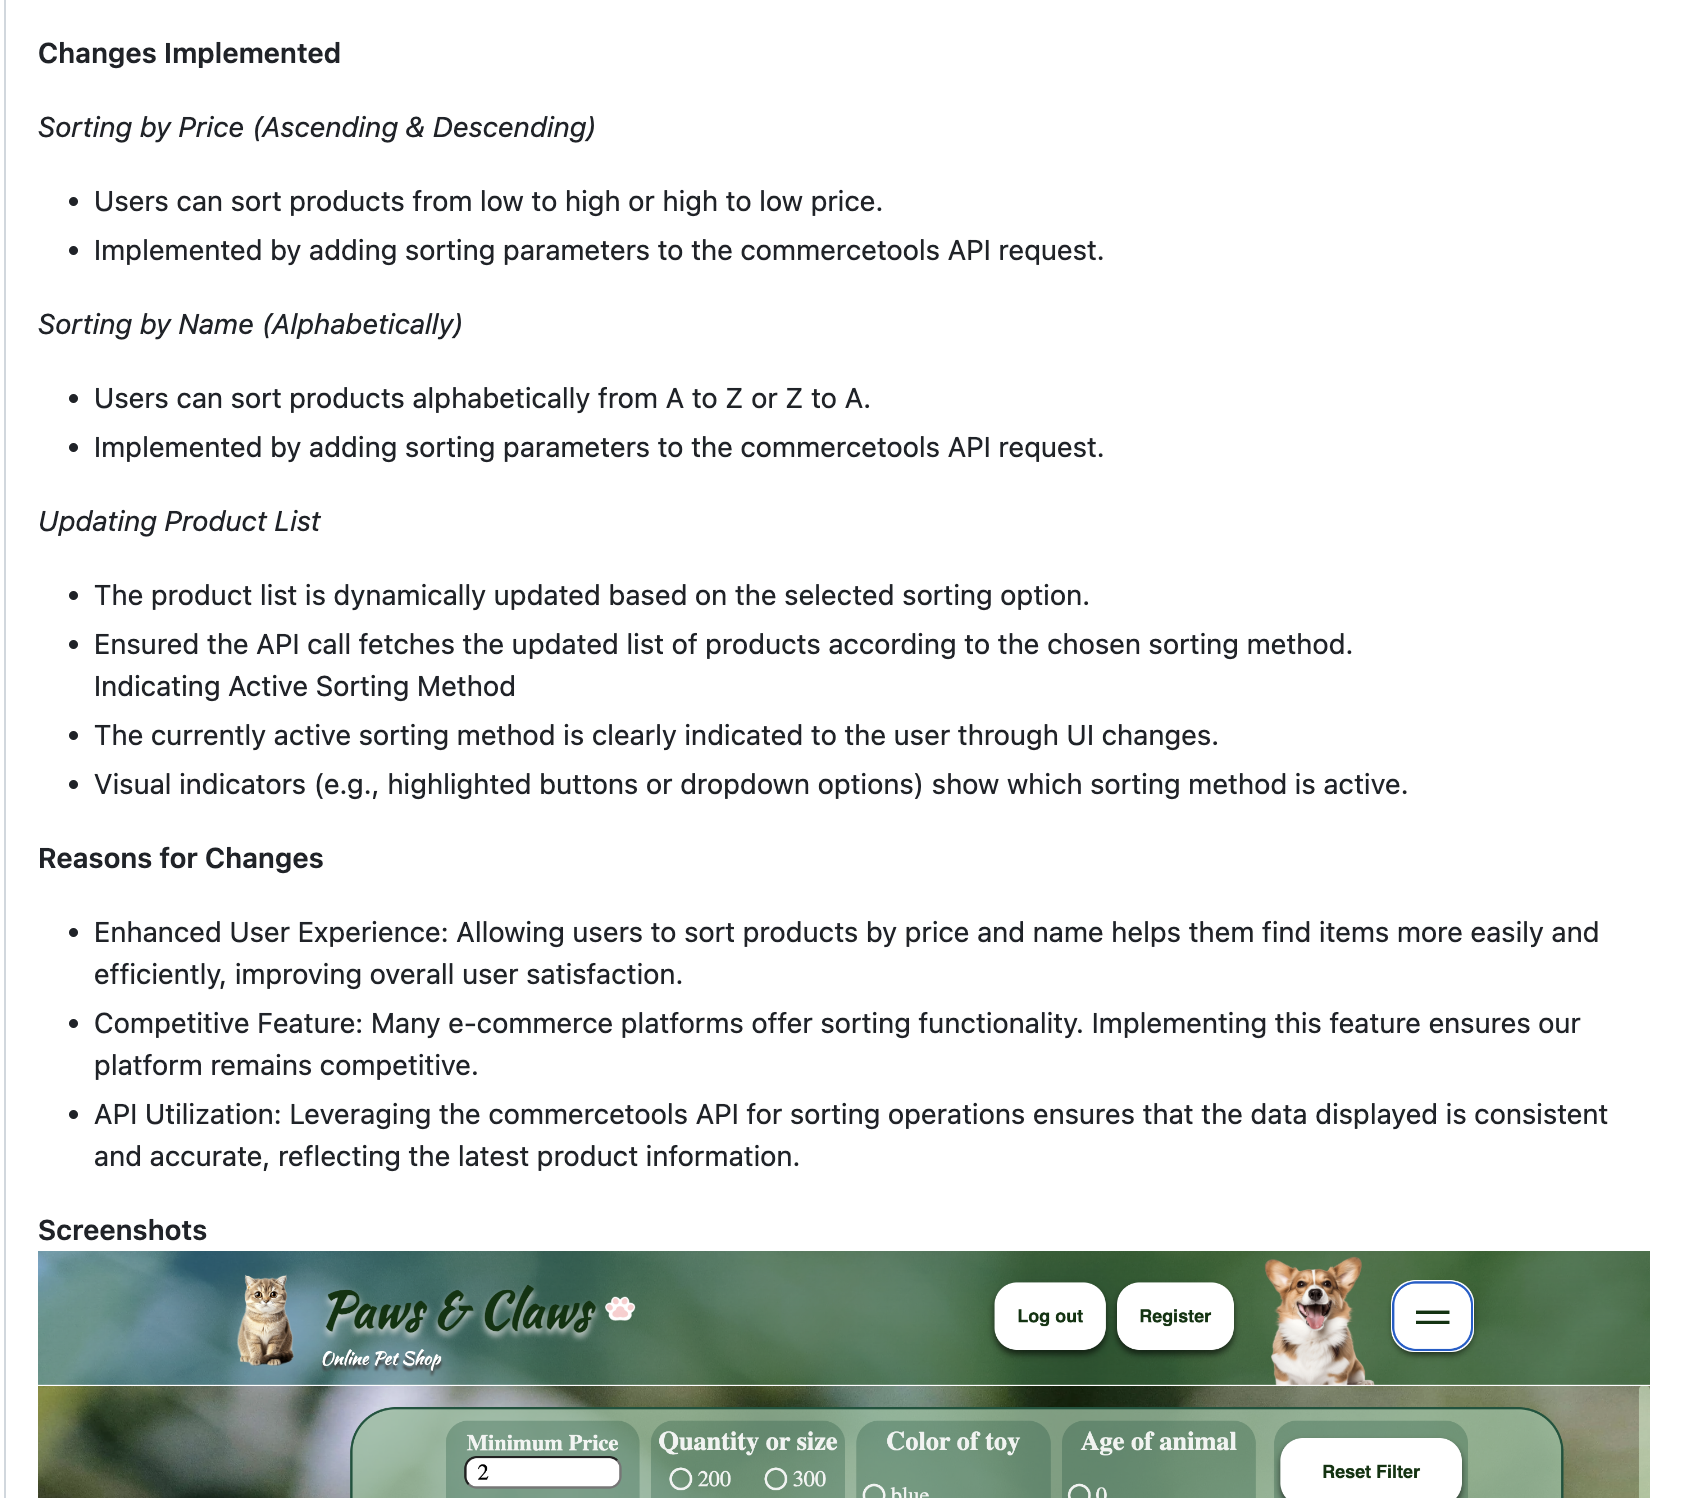 Changes Implemented
Sorting by Price (Ascending & Descending)
Users can sort products from low to high or high to low price.
Implemented by adding sorting parameters to the commercetools API request.
Sorting by Name (Alphabetically)
Users can sort products alphabetically from A to Z or Z to A.
Implemented by adding sorting parameters to the commercetools API request.
Updating Product List
The product list is dynamically updated based on the selected sorting option.
Ensured the API call fetches the updated list of products according to the chosen sorting method.
Indicating Active Sorting Method
The currently active sorting method is clearly indicated to the user through UI changes.
Visual indicators (e.g., highlighted buttons or dropdown options) show which sorting method is active.
Reasons for Changes
Enhanced User Experience: Allowing users to sort products by price and name helps them find items more easily and
efficiently, improving overall user satisfaction.
Competitive Feature: Many e-commerce platforms offer sorting functionality. Implementing this feature ensures our
platform remains competitive.
API Utilization: Leveraging the commercetools API for sorting operations ensures that the data displayed is consistent
and accurate, reflecting the latest product information.
Screenshots
Paws & Claws
Online Pet Shop
Log out
Register
Minimum Price
2
Quantity or size
200 300
Color of toy
blue
Age of animal
0
Reset Filter